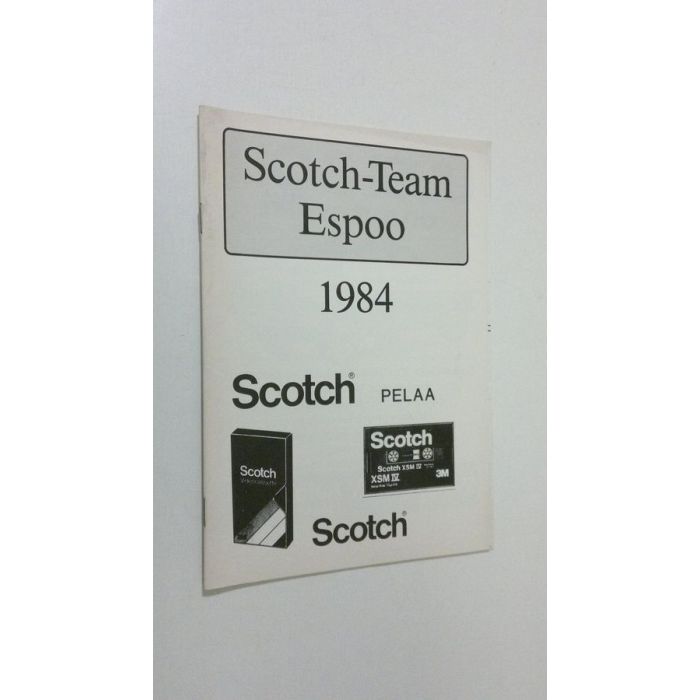 Scotch-Team
Espoo
1984
Scotch® PELAA
Scotch
Scotch
Scotch XSM IV
XSM IV
3M
Scotch®